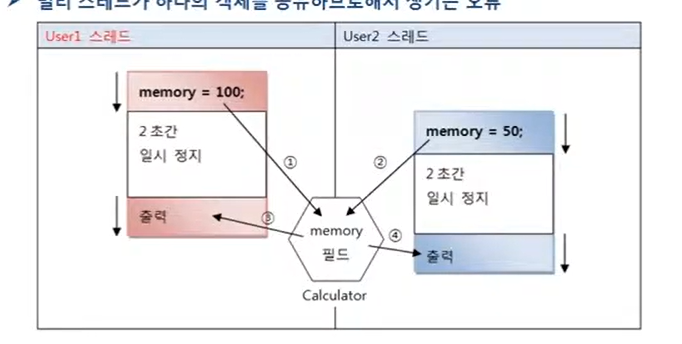 멀티 스레드가 하나의 객체를 공유하므로해서 생기는 오류
User1 스레드
User2 스레드
memory = 100;
2 초간
일시 정지
출력
memory = 50;
2 초간
일시 정지
출력
①
②
③
④
memory
필드
Calculator